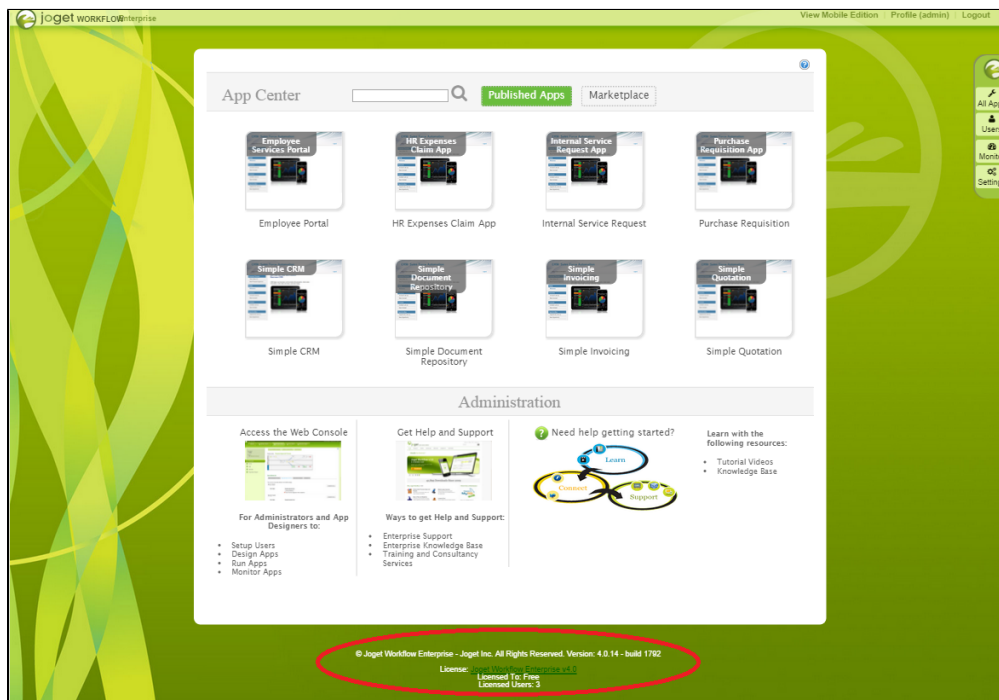 joget WORKFLOW Enterprise
View Mobile Edition Profile (admin) Logout
App Center
Published Apps
Marketplace
All App
User
Monito
Setting
Employee
Services Portal
HR Expenses
Claim App
Internal Service
Request App
Purchase
Requisition App
Employee Portal
HR Expenses Claim App
Internal Service Request
Purchase Requisition
Simple CRM
Simple
Document
Repository
Simple
Invoicing
Simple
Quotation
Simple CRM
Simple Document
Repository
Simple Invoicing
Simple Quotation
Administration
Access the Web Console
For Administrators and App
Designers to:
• Setup Users
• Design Apps
• Run Apps
• Monitor Apps
Get Help and Support
Ways to get Help and Support:
• Enterprise Support
• Enterprise Knowledge Base
• Training and Consultancy
Services
Need help getting started?
Learn
Connect
Support
Learn with the
following resources:
• Tutorial Videos
• Knowledge Base
© Joget Workflow Enterprise - Joget Inc. All Rights Reserved. Version: 4.0.14 - build 1792
License: Joget Workflow Enterprise v4.0
Licensed To: Free
Licensed Users: 3